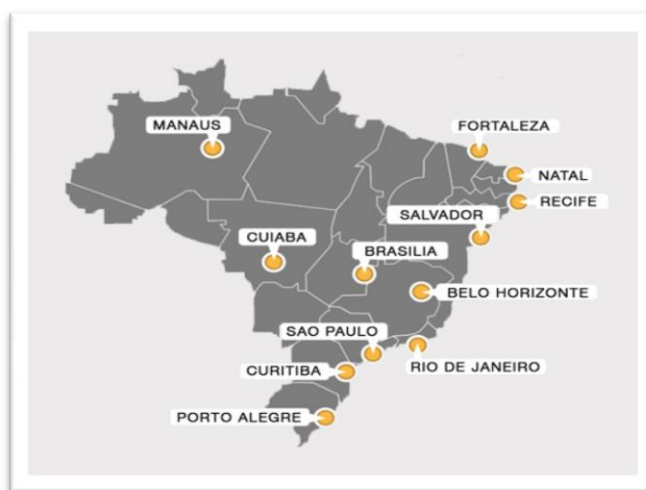 MANAUS
FORTALEZA
NATAL
RECIFE
SALVADOR
CUIABA
BRASILIA
BELO HORIZONTE
SAO PAULO
RIO DE JANEIRO
CURITIBA
PORTO ALEGRE